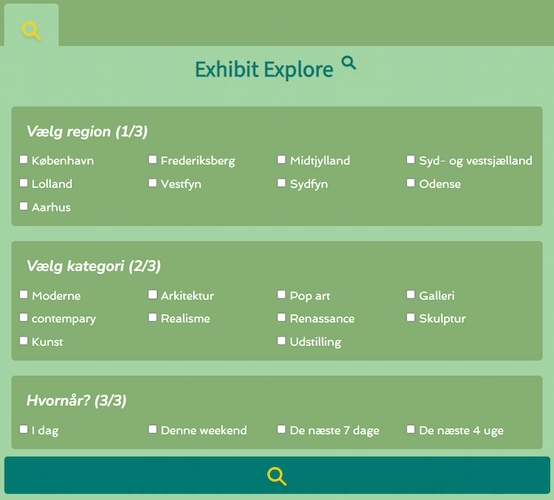 Exhibit Explore
Vælg region (1/3)
København Frederiksberg Midtjylland Syd- og vestsjælland
Lolland Vestfyn Sydfyn Odense
Aarhus
Vælg kategori (2/3)
Moderne Arkitektur Pop art Galleri
contempary Realisme Renassance Skulptur
Kunst Udstilling
Hvornår? (3/3)
I dag Denne weekend De næste 7 dage De næste 4 uge